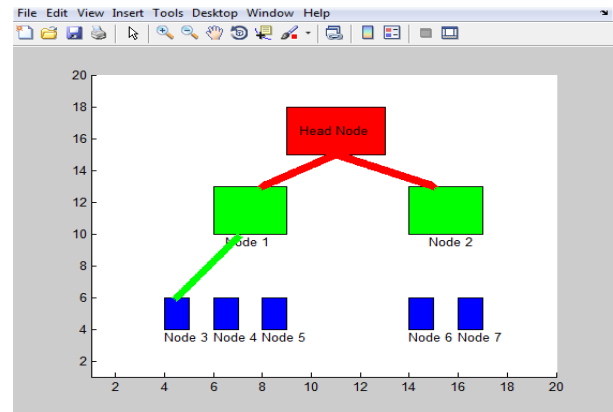 File Edit View Insert Tools Desktop Window Help
20
18
16
14
12
10
8
6
4
2
Head Node
Node 1
Node 2
Node 3 Node 4 Node 5
Node 6 Node 7
2 4 6 8 10 12 14 16 18 20